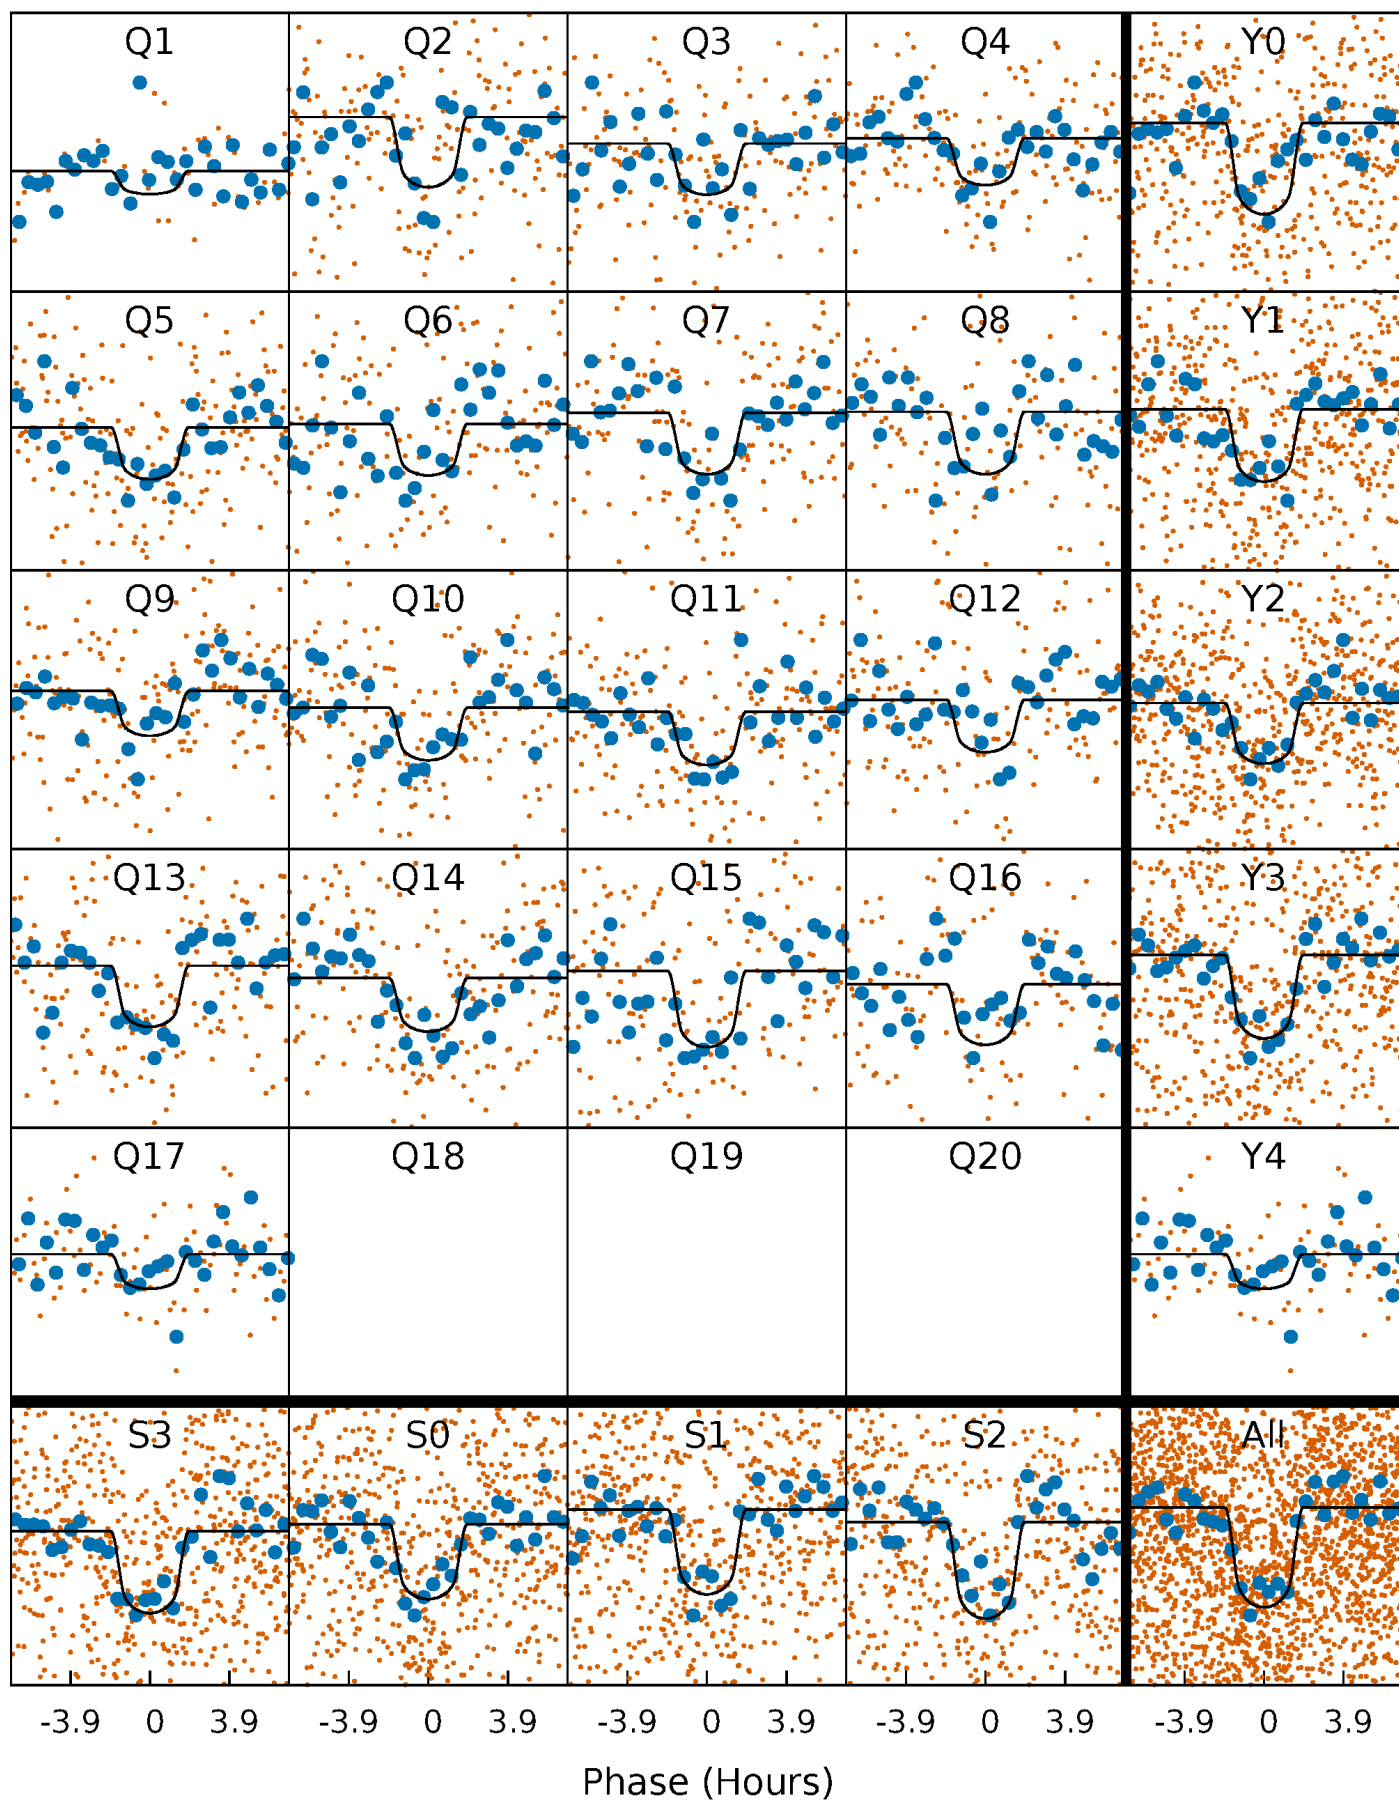 Q1 Q2 Q3 Q4 Y0
Q5 Q6 Q7 Q8 Y1
Q9 Q10 Q11 Q12 Y2
Q13 Q14 Q15 Q16 Y3
Q17 Q18 Q19 Q20 Y4
S3 S0 S1 S2 All
-3.9 0 3.9 -3.9 0 3.9 -3.9 0 3.9 -3.9 0 3.9 -3.9 0 3.9
Phase (Hours)